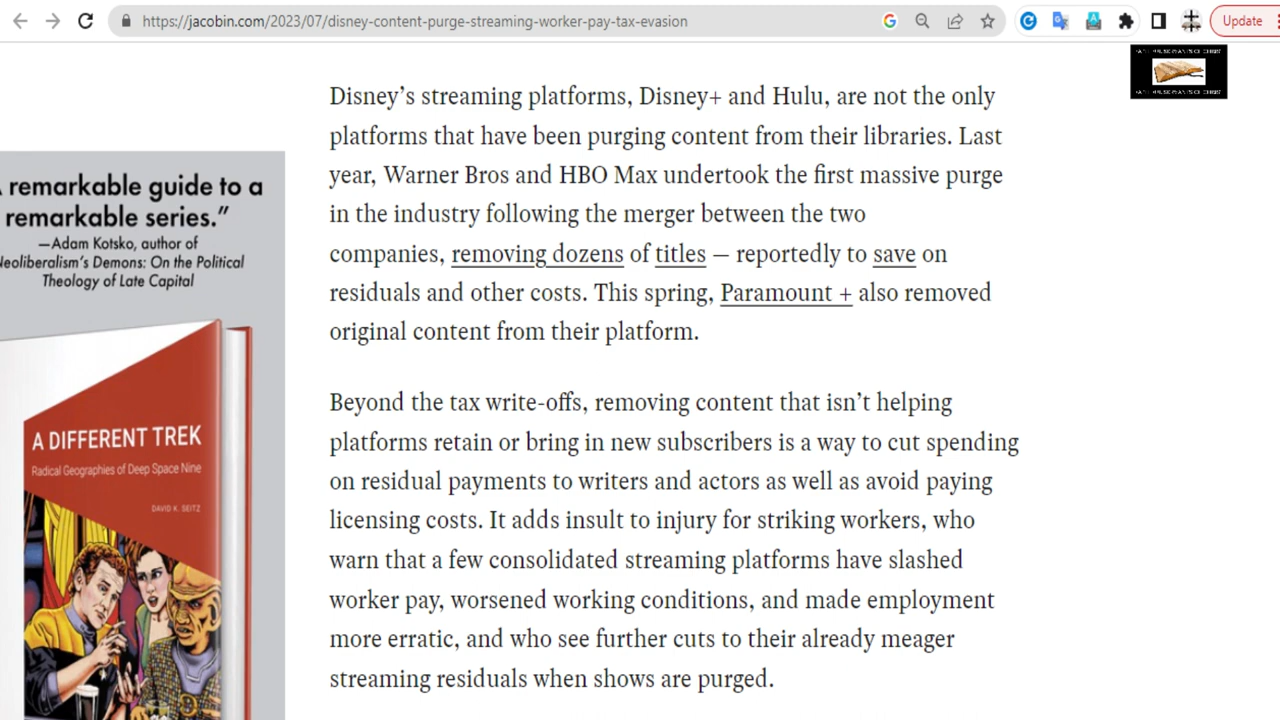 https://jacobin.com/2023/07/disney-content-purge-streaming-worker-pay-tax-evasion
Update
Disney’s streaming platforms, Disney+ and Hulu, are not the only
platforms that have been purging content from their libraries. Last
year, Warner Bros and HBO Max undertook the first massive purge
in the industry following the merger between the two
companies, removing dozens of titles — reportedly to save on
residuals and other costs. This spring, Paramount + also removed
original content from their platform.
Beyond the tax write-offs, removing content that isn’t helping
platforms retain or bring in new subscribers is a way to cut spending
on residual payments to writers and actors as well as avoid paying
licensing costs. It adds insult to injury for striking workers, who
warn that a few consolidated streaming platforms have slashed
worker pay, worsened working conditions, and made employment
more erratic, and who see further cuts to their already meager
streaming residuals when shows are purged.
remarkable guide to a
remarkable series.”
—Adam Kotsko, author of
Neoliberalism’s Demons: On the Political
Theology of Late Capital
A DIFFERENT TREK
Radical Geographies of Deep Space Nine
DAVID K. SEITZ